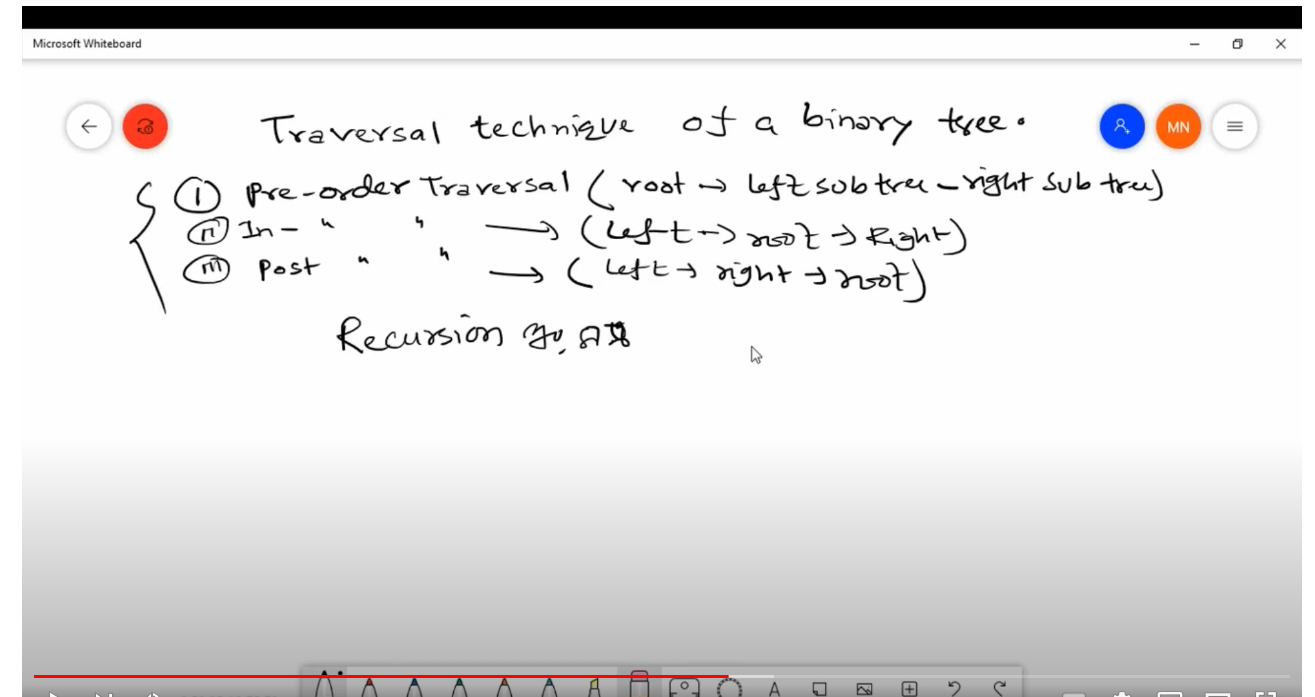 Microsoft Whiteboard
Traversal technique of a binary tree.
MN
I Pre-order Traversal ( root → left sub tree - right sub tree)
II In- " " → (Left → root → Right)
III Post " " → ( Left → right → root)
Recursion
A